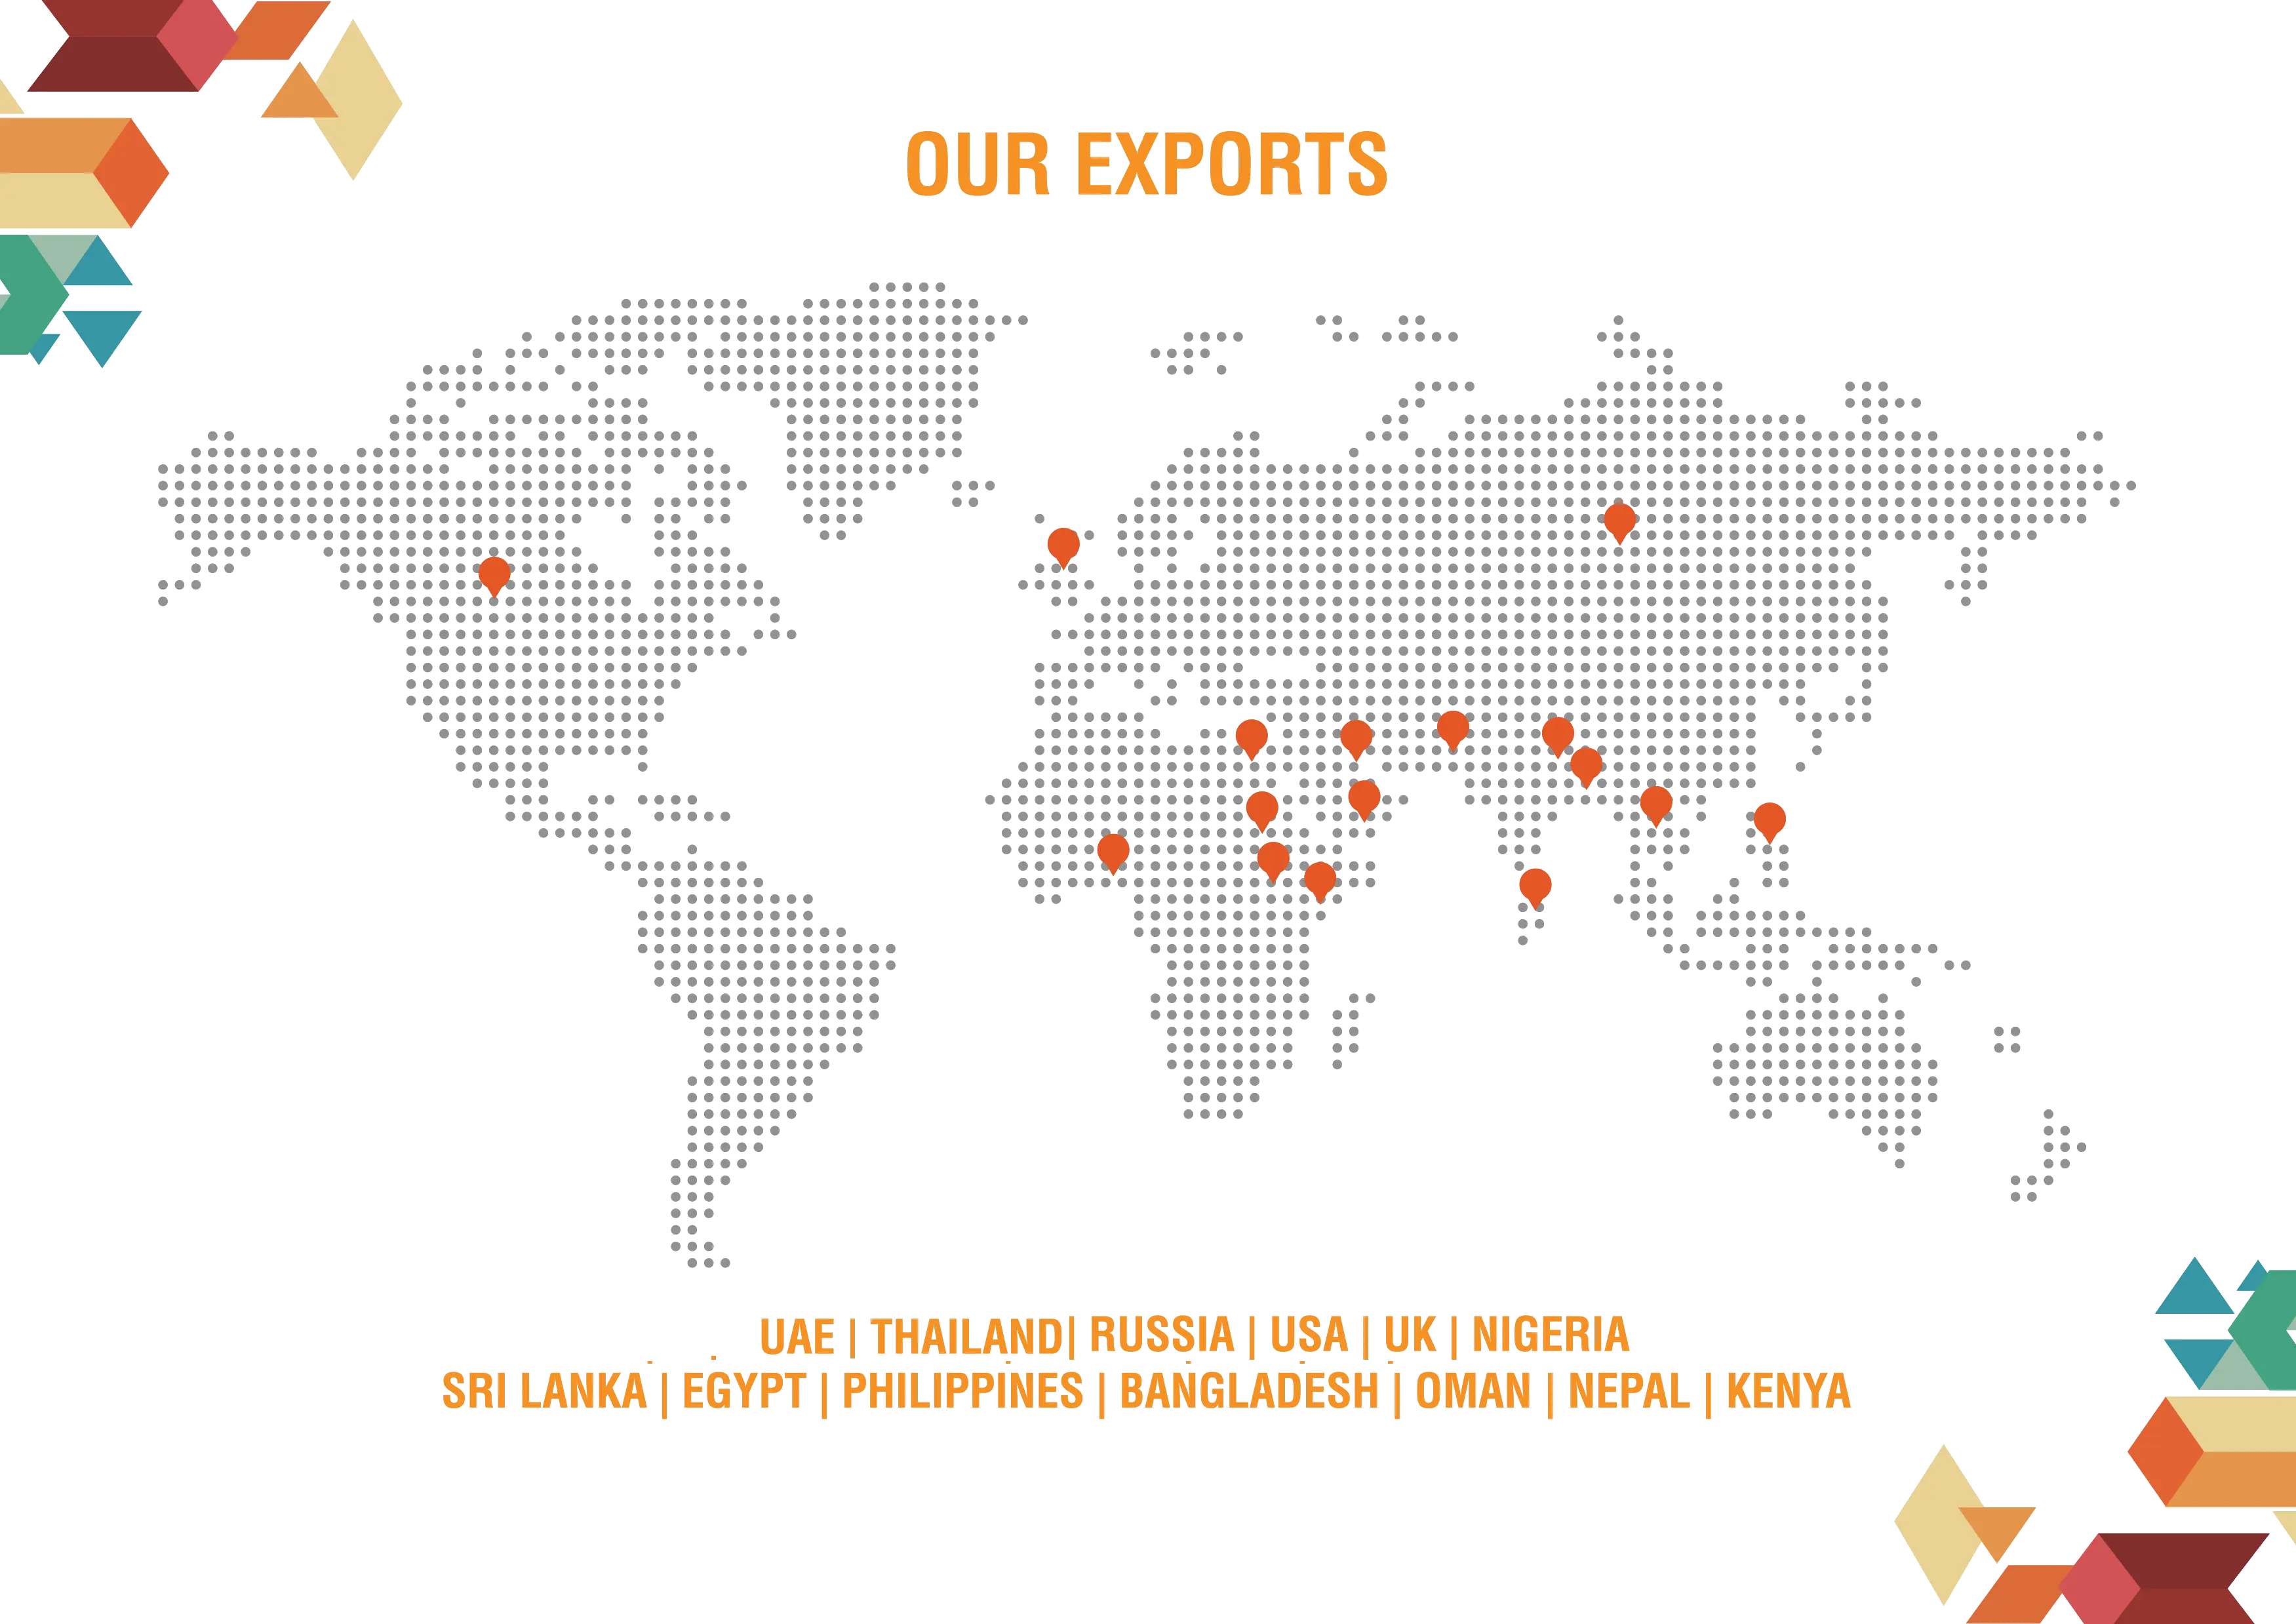 OUR EXPORTS
UAE | THAILAND| RUSSIA | USA | UK | NIGERIA
SRI LANKA | EGYPT | PHILIPPINES | BANGLADESH | OMAN | NEPAL | KENYA